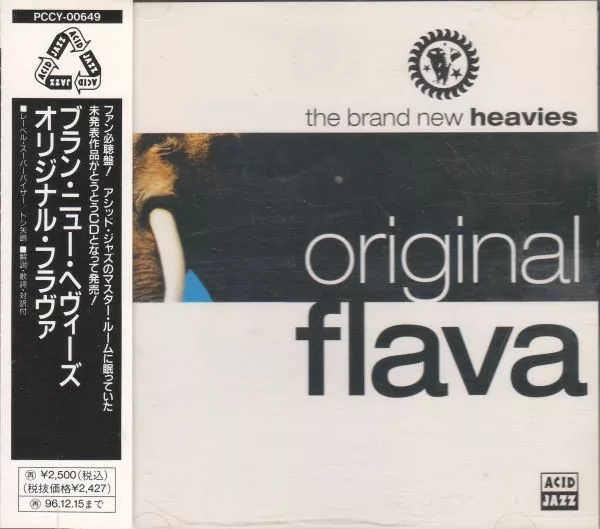 PCCY-00649
ACID
JAZZ
ACID
JAZZ
ファン必聴盤! アシッド・ジャズのマスター・ルームに眠っていた
未発表作品がとうとうCDとなって発売!
ブラン・ニュー・ヘヴィーズ
オリジナル・フラヴァ
■レーベル・スーパーバイザー/トシ矢嶋 ■解説・歌詞・対訳付
再 ¥2,500(税込)
(税抜価格¥2,427)
再 96.12.15まで
the brand new heavies
original
flava
ACID
JAZZ